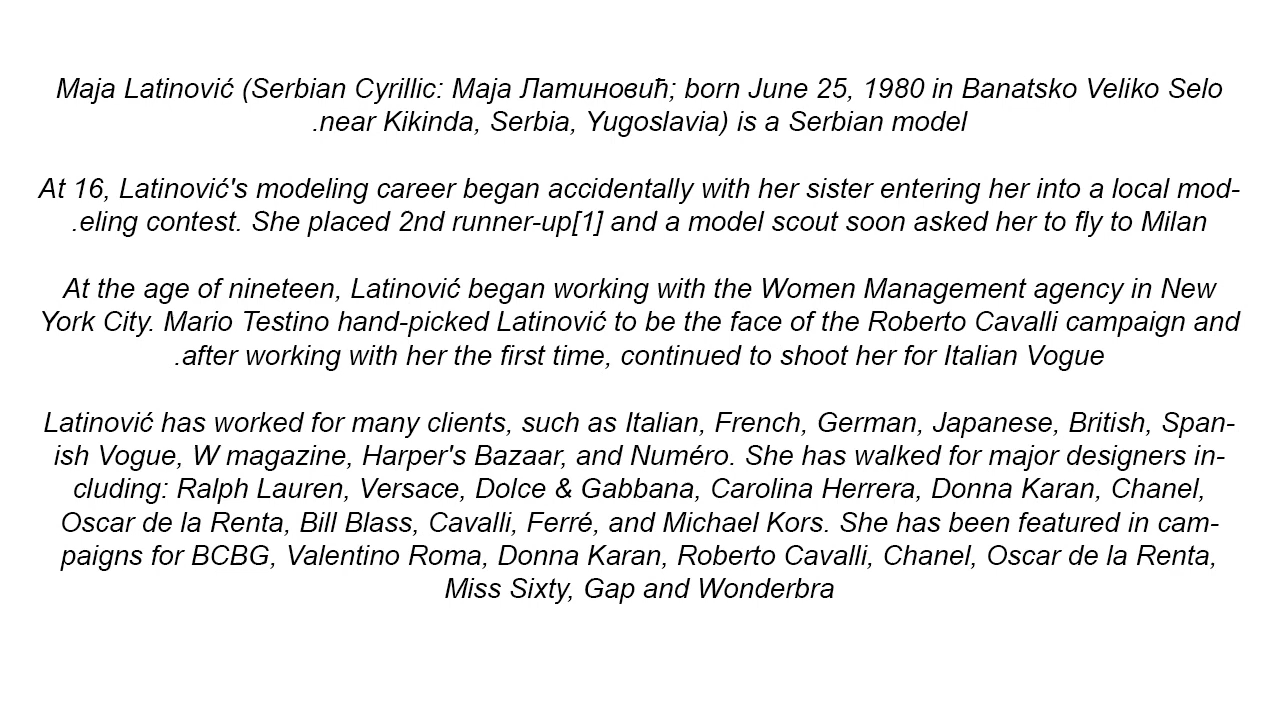 Maja Latinović (Serbian Cyrillic: Маја Латиновић; born June 25, 1980 in Banatsko Veliko Selo
.near Kikinda, Serbia, Yugoslavia) is a Serbian model
At 16, Latinović's modeling career began accidentally with her sister entering her into a local mod-
.eling contest. She placed 2nd runner-up[1] and a model scout soon asked her to fly to Milan
At the age of nineteen, Latinović began working with the Women Management agency in New
York City. Mario Testino hand-picked Latinović to be the face of the Roberto Cavalli campaign and
.after working with her the first time, continued to shoot her for Italian Vogue
Latinović has worked for many clients, such as Italian, French, German, Japanese, British, Span-
ish Vogue, W magazine, Harper's Bazaar, and Numéro. She has walked for major designers in-
cluding: Ralph Lauren, Versace, Dolce & Gabbana, Carolina Herrera, Donna Karan, Chanel,
Oscar de la Renta, Bill Blass, Cavalli, Ferré, and Michael Kors. She has been featured in cam-
paigns for BCBG, Valentino Roma, Donna Karan, Roberto Cavalli, Chanel, Oscar de la Renta,
Miss Sixty, Gap and Wonderbra